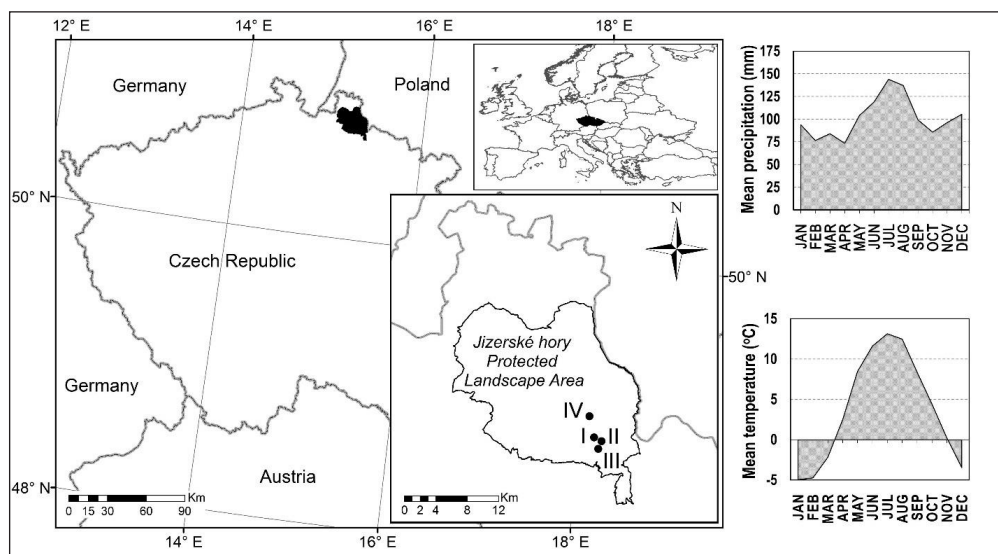 12° E
14° E
16° E
18° E
Germany
Poland
50° N
Czech Republic
Germany
Austria
48° N
Km
0 15 30 60 90
14° E
16° E
18° E
N
50° N
Jizerské hory
Protected
Landscape Area
IV
I
II
III
Km
0 2 4 8 12
Mean precipitation (mm)
175
150
125
100
75
50
25
0
JAN
FEB
MAR
APR
MAY
JUN
JUL
AUG
SEP
OCT
NOV
DEC
Mean temperature (°C)
15
10
5
0
-5
JAN
FEB
MAR
APR
MAY
JUN
JUL
AUG
SEP
OCT
NOV
DEC